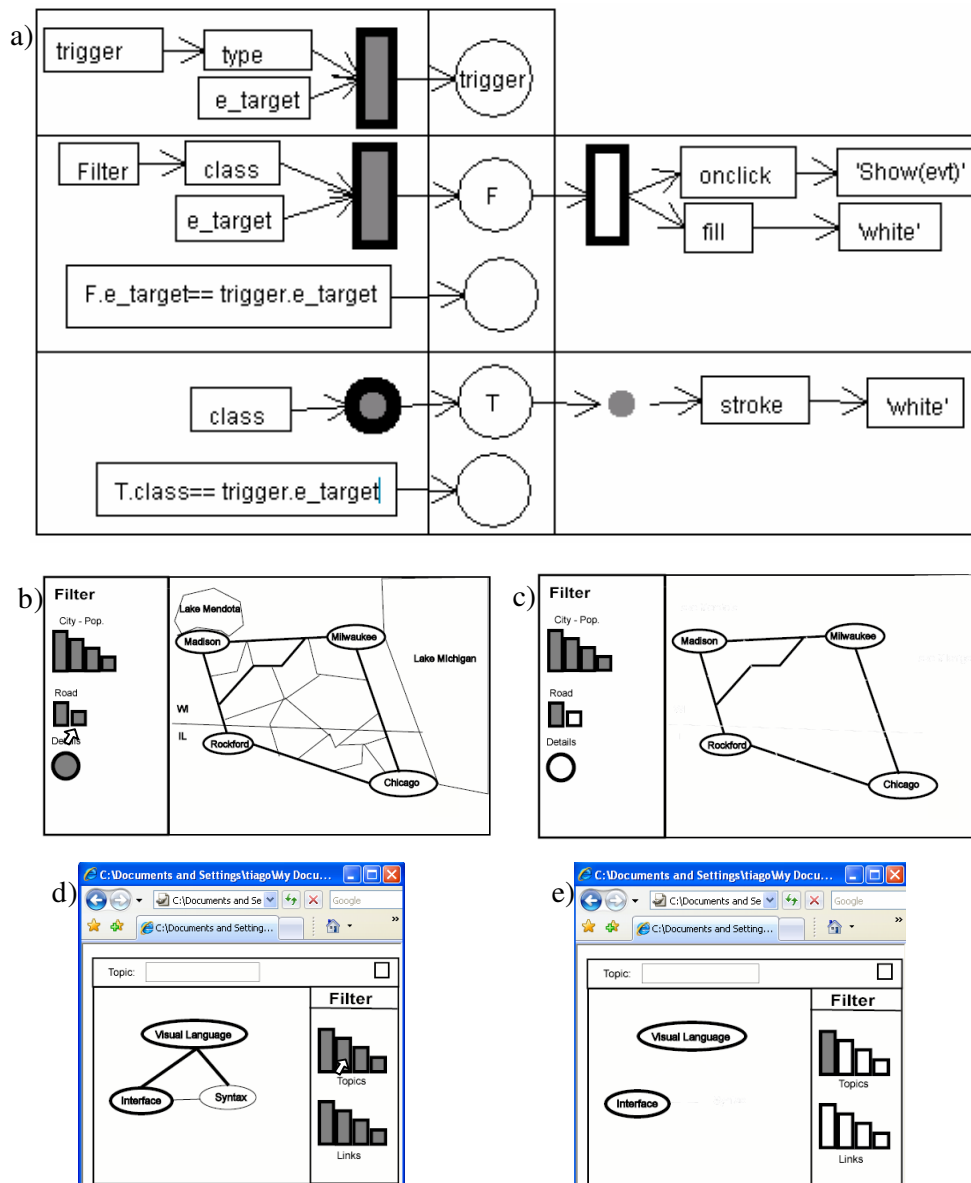 a)
trigger
type
e_target
trigger
Filter
class
e_target
F
onclick
'Show(evt)'
fill
'white'
F.e_target== trigger.e_target
class
T
stroke
'white'
T.class== trigger.e_target
b)
Filter
City - Pop.
Road
Details
Lake Mendota
Madison
Milwaukee
Lake Michigan
WI
IL
Rockford
Chicago
c)
Filter
City - Pop.
Road
Details
Madison
Milwaukee
Rockford
Chicago
d)
C:\Documents and Settings\tiago\My Docu...
C:\Documents and Se
Google
C:\Documents and Setting...
»
Topic:
Filter
Visual Language
Interface
Syntax
Topics
Links
e)
C:\Documents and Settings\tiago\My Docu...
C:\Documents and Se
Google
C:\Documents and Setting...
»
Topic:
Filter
Visual Language
Interface
Topics
Links